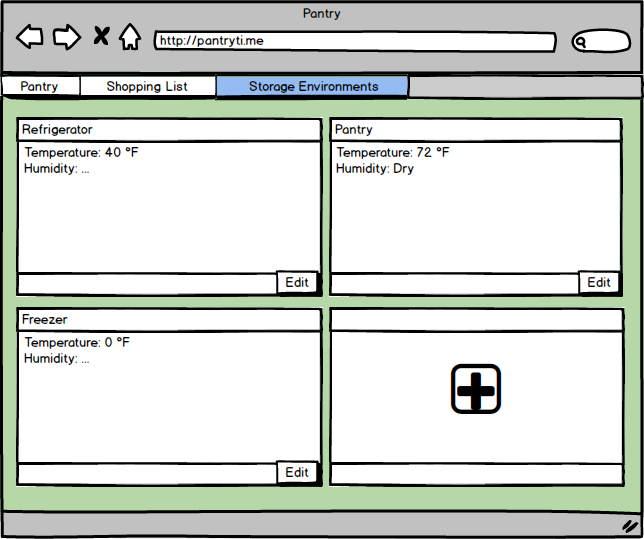 Pantry
http://pantryti.me
Pantry Shopping List Storage Environments
Refrigerator
Temperature: 40 °F
Humidity: ...
Edit
Pantry
Temperature: 72 °F
Humidity: Dry
Edit
Freezer
Temperature: 0 °F
Humidity: ...
Edit